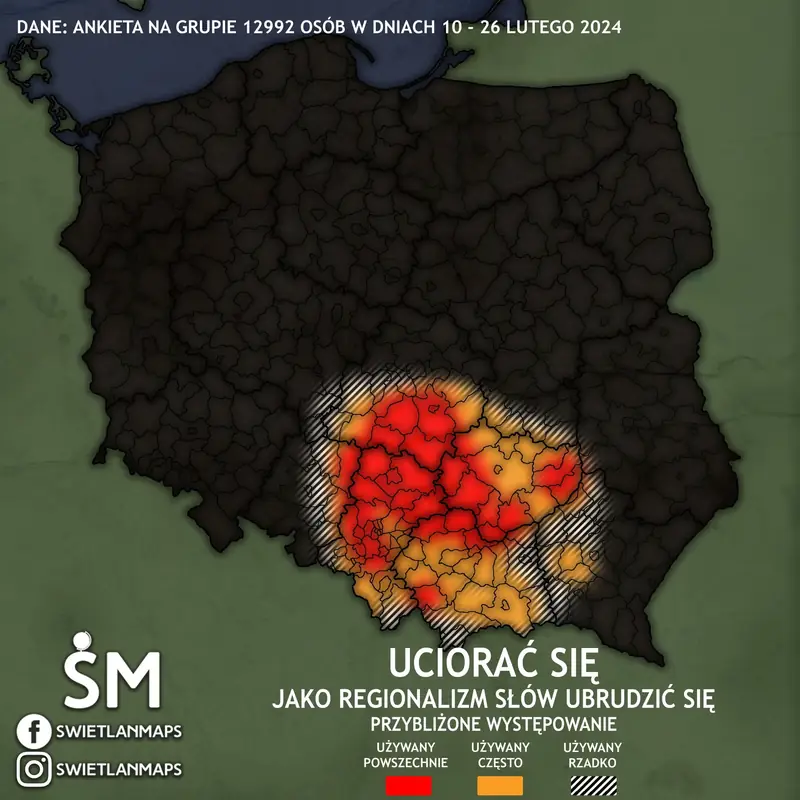 DANE: ANKIETA NA GRUPIE 12992 OSÓB W DNIACH 10 - 26 LUTEGO 2024
ŚM
SWIETLANMAPS
SWIETLANMAPS
UCIORAĆ SIĘ
JAKO REGIONALIZM SŁÓW UBRUDZIĆ SIĘ
PRZYBLIŻONE WYSTĘPOWANIE
UŻYWANY POWSZECHNIE
UŻYWANY CZĘSTO
UŻYWANY RZADKO